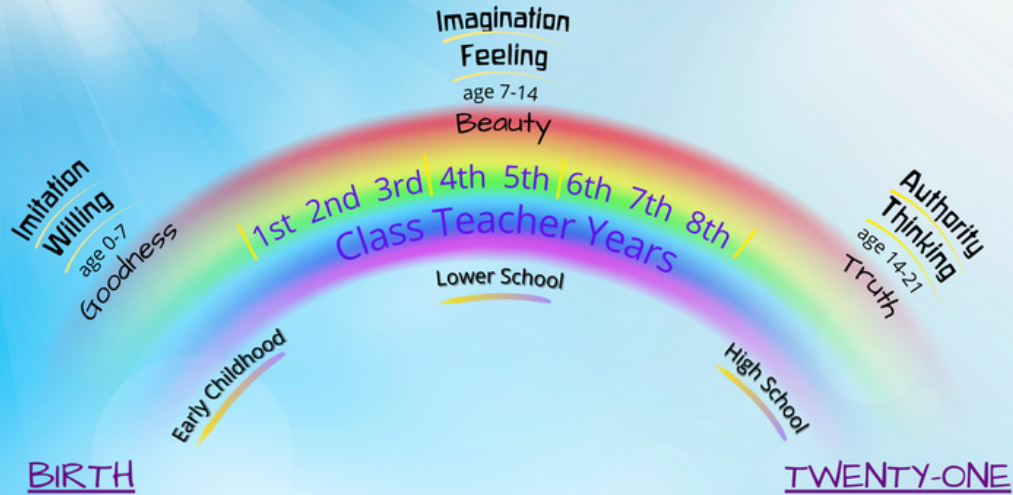 Imagination
Feeling
age 7-14
Beauty
Imitation
Willing
age 0-7
Goodness
1st 2nd 3rd 4th 5th 6th 7th 8th
Class Teacher Years
Authority
Thinking
age 14-21
Truth
Lower School
Early Childhood
High School
BIRTH
TWENTY-ONE